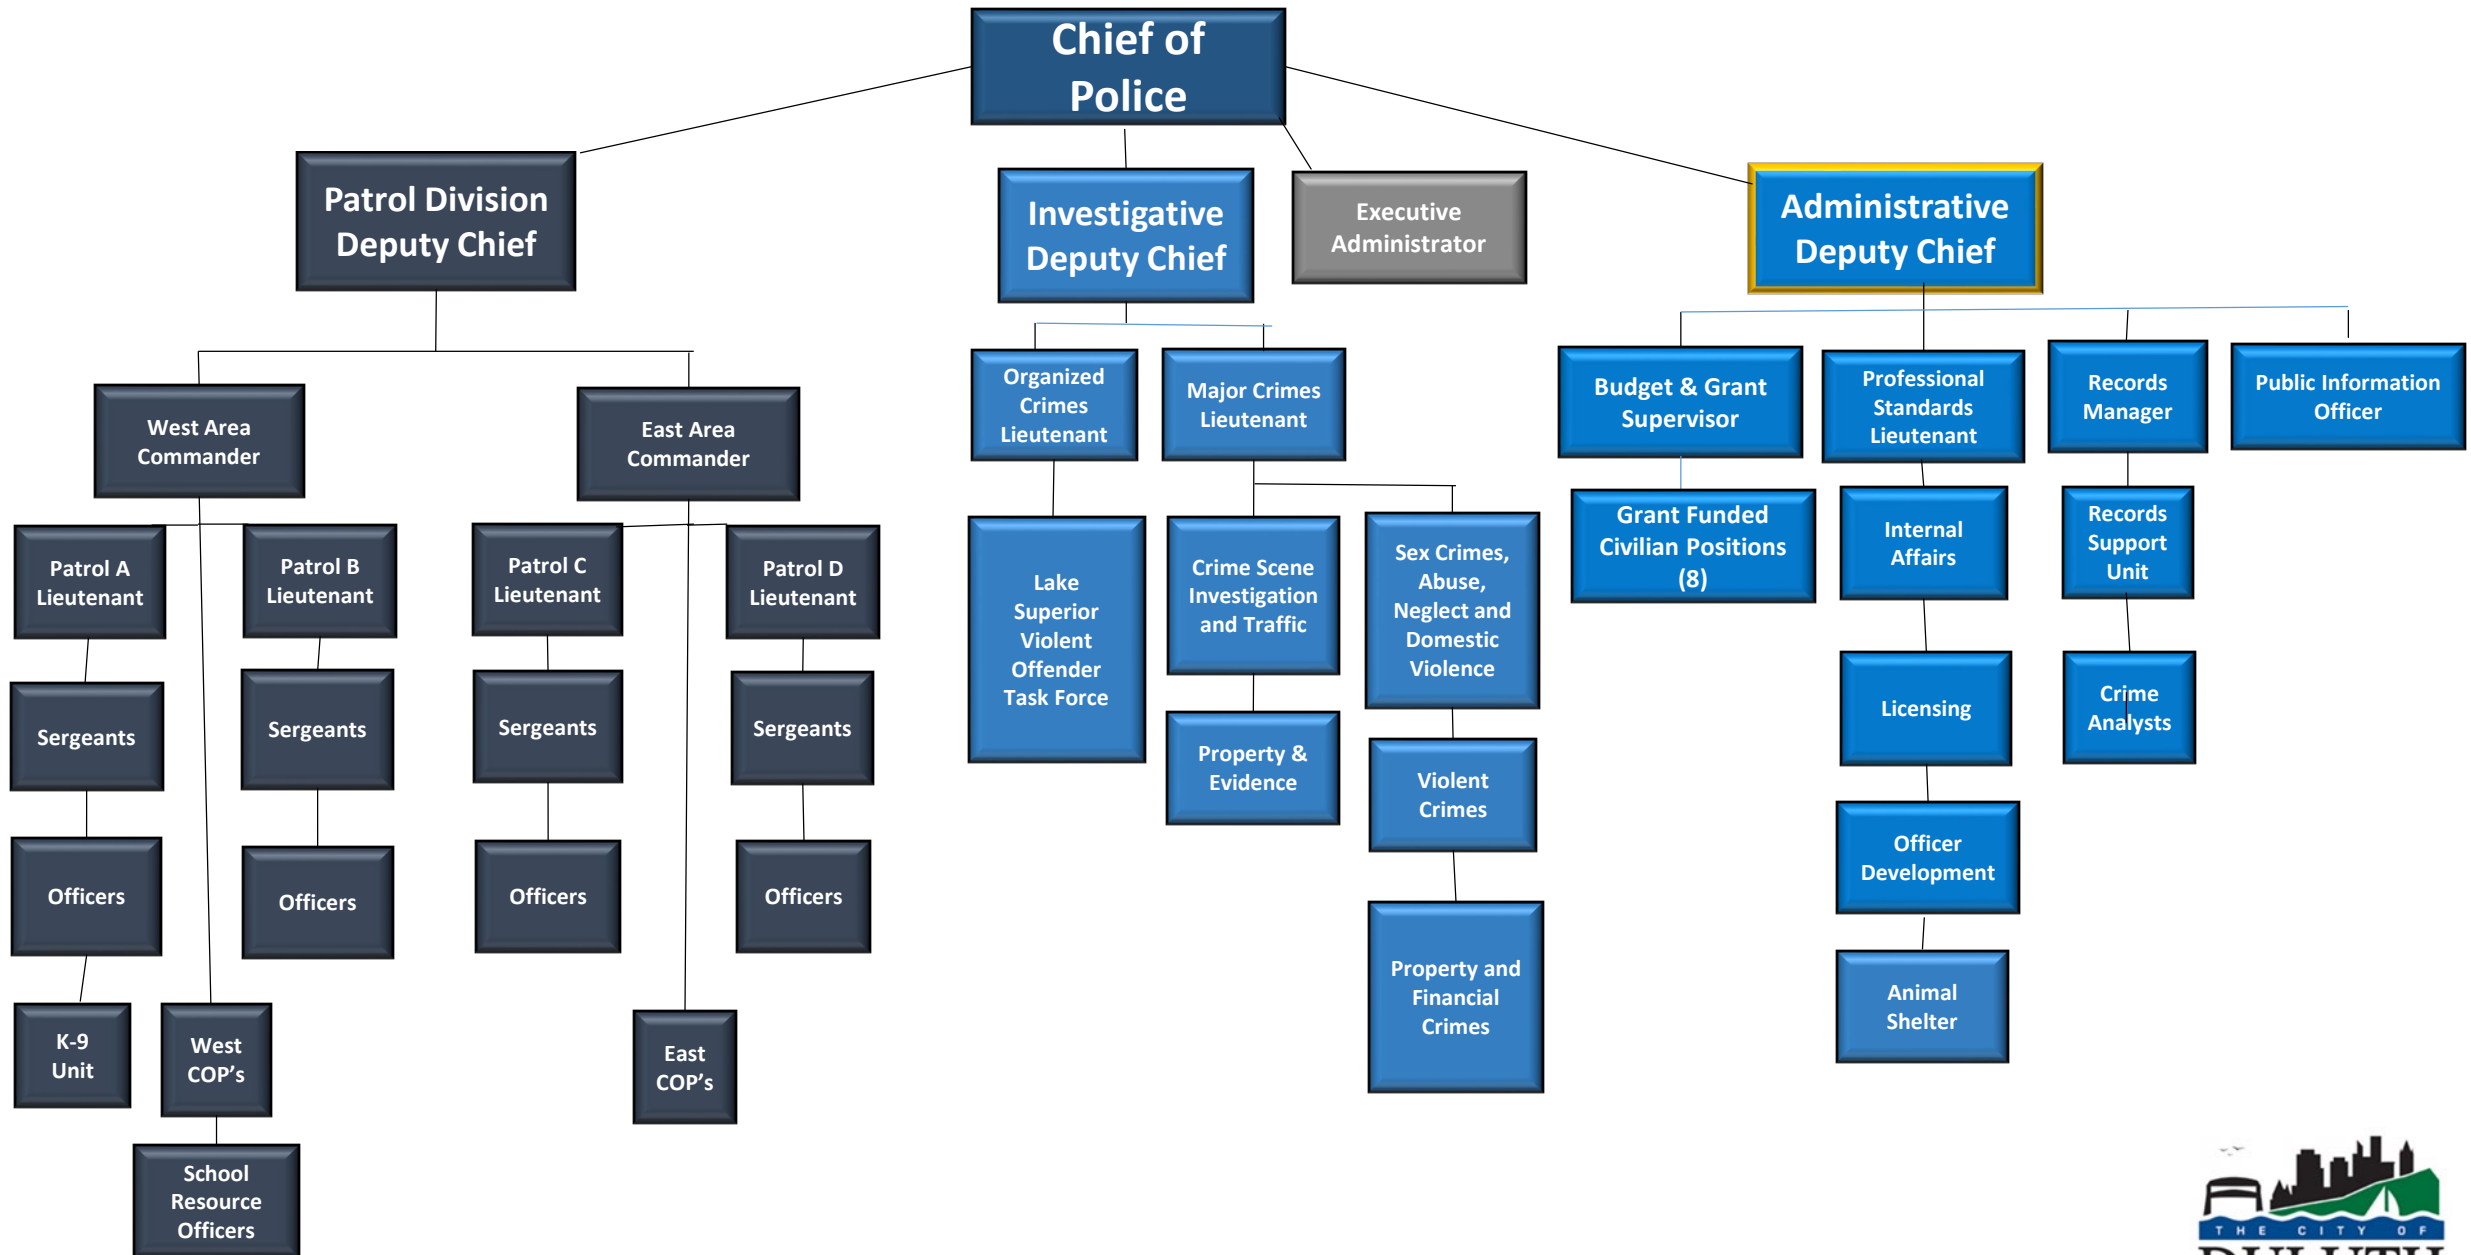 Chief of
Police
Patrol Division
Deputy Chief
Investigative
Deputy Chief
Executive
Administrator
Administrative
Deputy Chief
West Area
Commander
East Area
Commander
Organized
Crimes
Lieutenant
Major Crimes
Lieutenant
Budget & Grant
Supervisor
Professional
Standards
Lieutenant
Records
Manager
Public Information
Officer
Patrol A
Lieutenant
Patrol B
Lieutenant
Patrol C
Lieutenant
Patrol D
Lieutenant
Lake
Superior
Violent
Offender
Task Force
Crime Scene
Investigation
and Traffic
Sex Crimes,
Abuse,
Neglect and
Domestic
Violence
Grant Funded
Civilian Positions
(8)
Internal
Affairs
Records
Support
Unit
Sergeants
Sergeants
Sergeants
Sergeants
Property &
Evidence
Violent
Crimes
Licensing
Crime
Analysts
Officers
Officers
Officers
Officers
Property and
Financial
Crimes
Officer
Development
Animal
Shelter
K-9
Unit
West
COP’s
East
COP’s
School
Resource
Officers
THE CITY OF
DULUTH